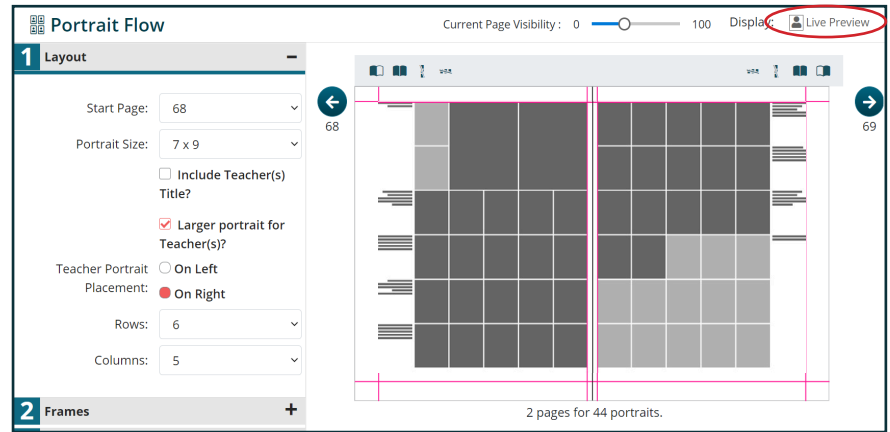 Portrait Flow
Current Page Visibility : 0 100 Display: Live Preview
1 Layout −
Start Page: 68
Portrait Size: 7 x 9
Include Teacher(s)
Title?
Larger portrait for
Teacher(s)?
Teacher Portrait
Placement:
On Left
On Right
Rows: 6
Columns: 5
2 Frames +
68
69
2 pages for 44 portraits.